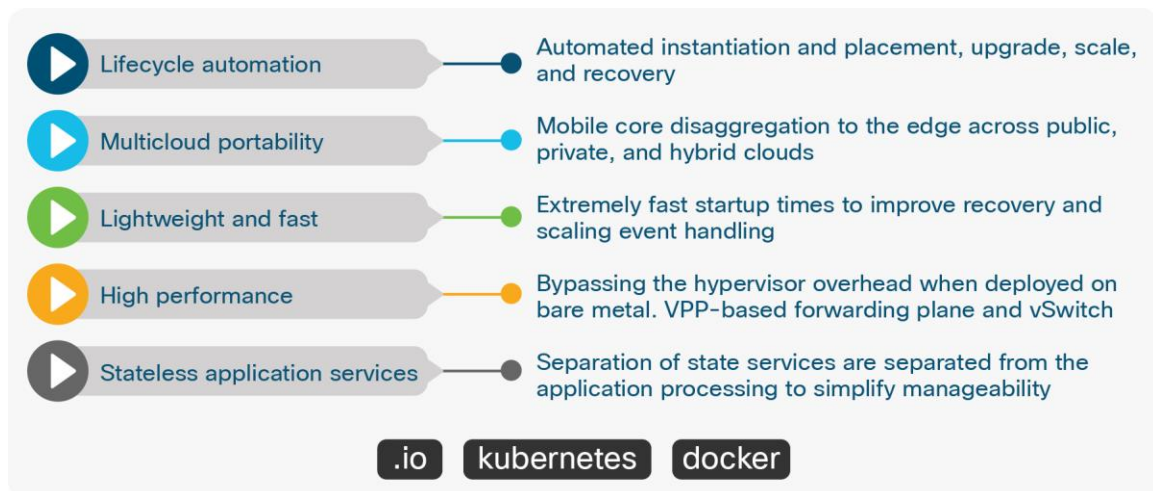 Lifecycle automation
Automated instantiation and placement, upgrade, scale,
and recovery
Multicloud portability
Mobile core disaggregation to the edge across public,
private, and hybrid clouds
Lightweight and fast
Extremely fast startup times to improve recovery and
scaling event handling
High performance
Bypassing the hypervisor overhead when deployed on
bare metal. VPP-based forwarding plane and vSwitch
Stateless application services
Separation of state services are separated from the
application processing to simplify manageability
.io
kubernetes
docker